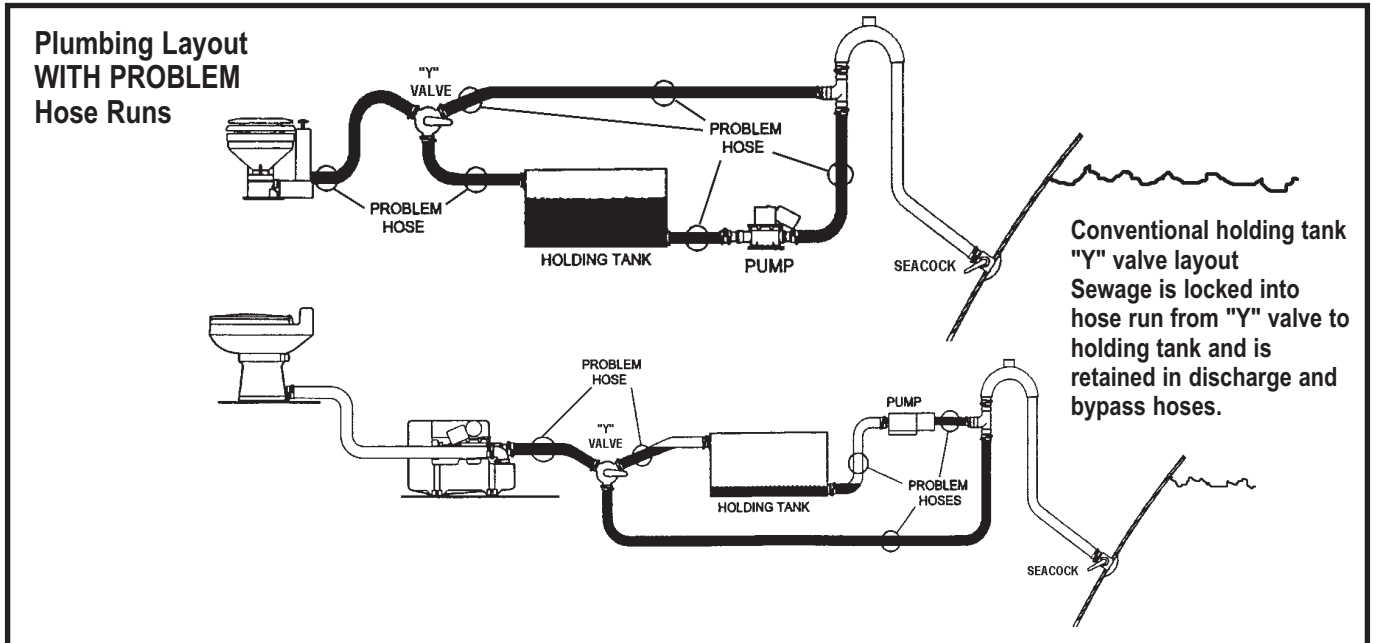 Plumbing Layout
WITH PROBLEM
Hose Runs
"Y"
VALVE
PROBLEM
HOSE
PROBLEM
HOSE
HOLDING TANK
PUMP
SEACOCK
Conventional holding tank
"Y" valve layout
Sewage is locked into
hose run from "Y" valve to
holding tank and is
retained in discharge and
bypass hoses.
PROBLEM
HOSE
"Y"
VALVE
PUMP
HOLDING TANK
PROBLEM
HOSES
SEACOCK